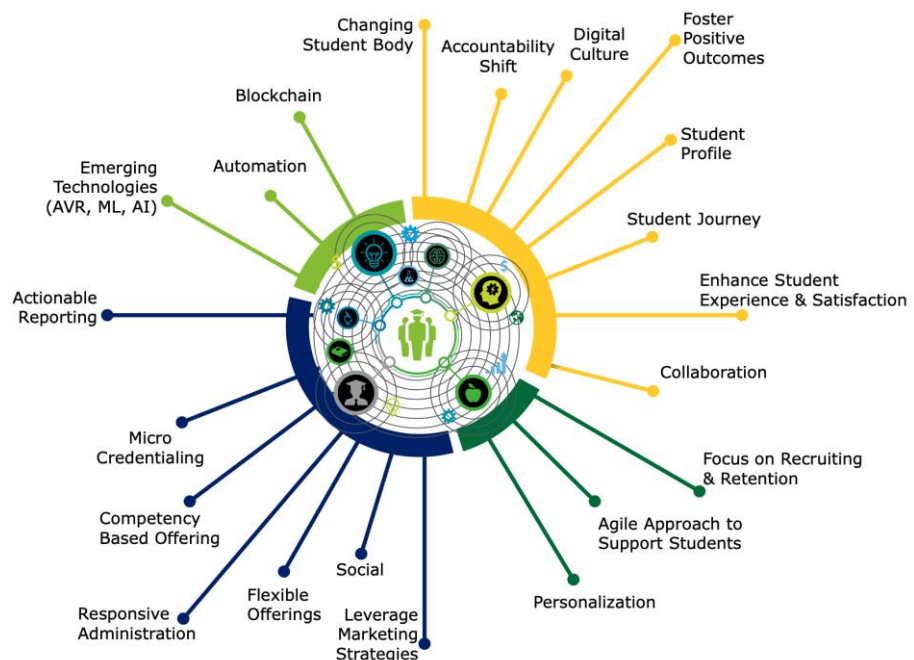 Changing
Student Body
Accountability
Shift
Digital
Culture
Foster
Positive
Outcomes
Student
Profile
Student Journey
Enhance Student
Experience & Satisfaction
Collaboration
Focus on Recruiting
& Retention
Agile Approach to
Support Students
Personalization
Leverage
Marketing
Strategies
Social
Flexible
Offerings
Responsive
Administration
Competency
Based Offering
Micro
Credentialing
Actionable
Reporting
Emerging
Technologies
(AVR, ML, AI)
Automation
Blockchain